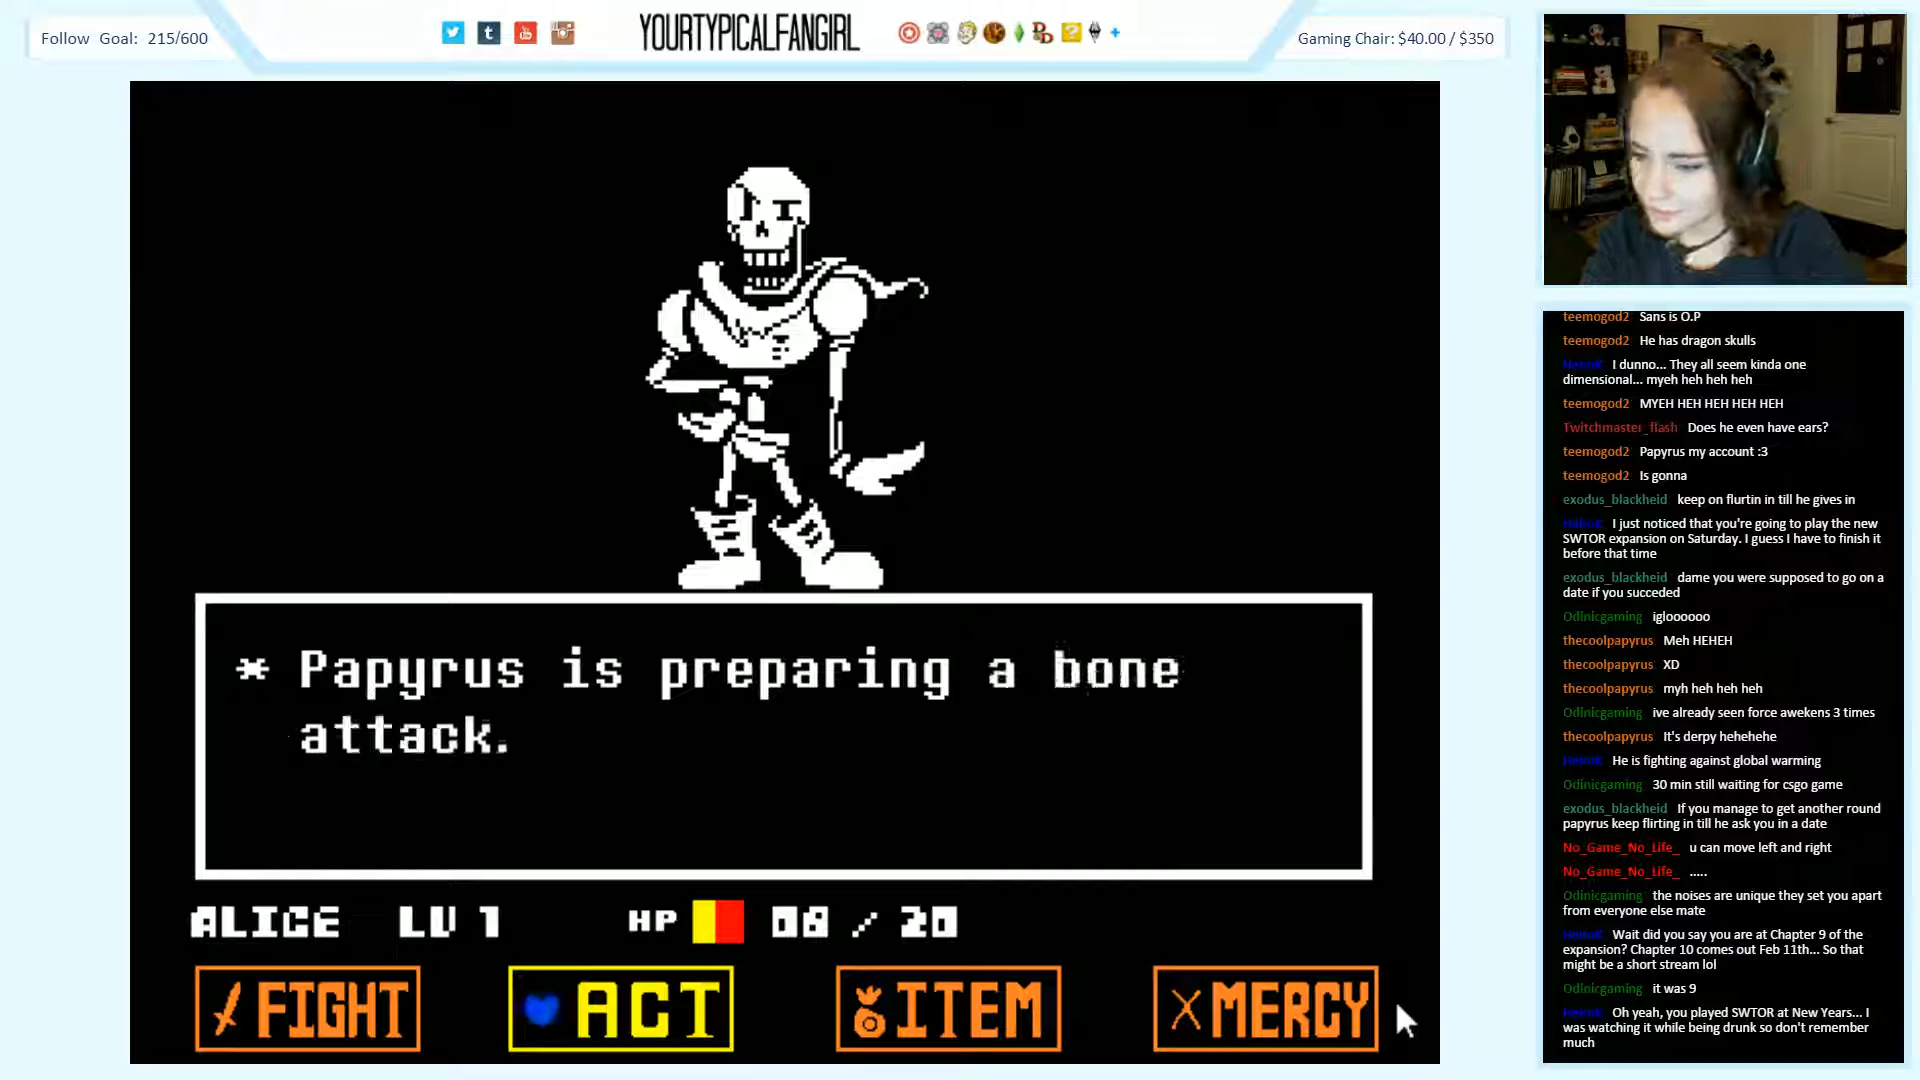 Follow Goal: 215/600
YOURTYPICALFANGIRL
Gaming Chair: $40.00 / $350
* Papyrus is preparing a bone
attack.
ALICE LV 1 HP 08 / 20
FIGHT ACT ITEM MERCY
teemogod2 Sans is O.P
teemogod2 He has dragon skulls
I dunno... They all seem kinda one
dimensional... myeh heh heh heh
teemogod2 MYEH HEH HEH HEH HEH
Twitchmaster_flash Does he even have ears?
teemogod2 Papyrus my account :3
teemogod2 Is gonna
exodus_blackheid keep on flurtin in till he gives in
I just noticed that you're going to play the new
SWTOR expansion on Saturday. I guess I have to finish it
before that time
exodus_blackheid dame you were supposed to go on a
date if you succeded
Odinicgaming igloooooo
thecoolpapyrus Meh HEHEH
thecoolpapyrus XD
thecoolpapyrus myh heh heh heh
Odinicgaming ive already seen force awekens 3 times
thecoolpapyrus It's derpy hehehehe
He is fighting against global warming
Odinicgaming 30 min still waiting for csgo game
exodus_blackheid If you manage to get another round
papyrus keep flirting in till he ask you in a date
No_Game_No_Life_ u can move left and right
No_Game_No_Life_ .....
Odinicgaming the noises are unique they set you apart
from everyone else mate
Wait did you say you are at Chapter 9 of the
expansion? Chapter 10 comes out Feb 11th... So that
might be a short stream lol
Odinicgaming it was 9
Oh yeah, you played SWTOR at New Years... I
was watching it while being drunk so don't remember
much